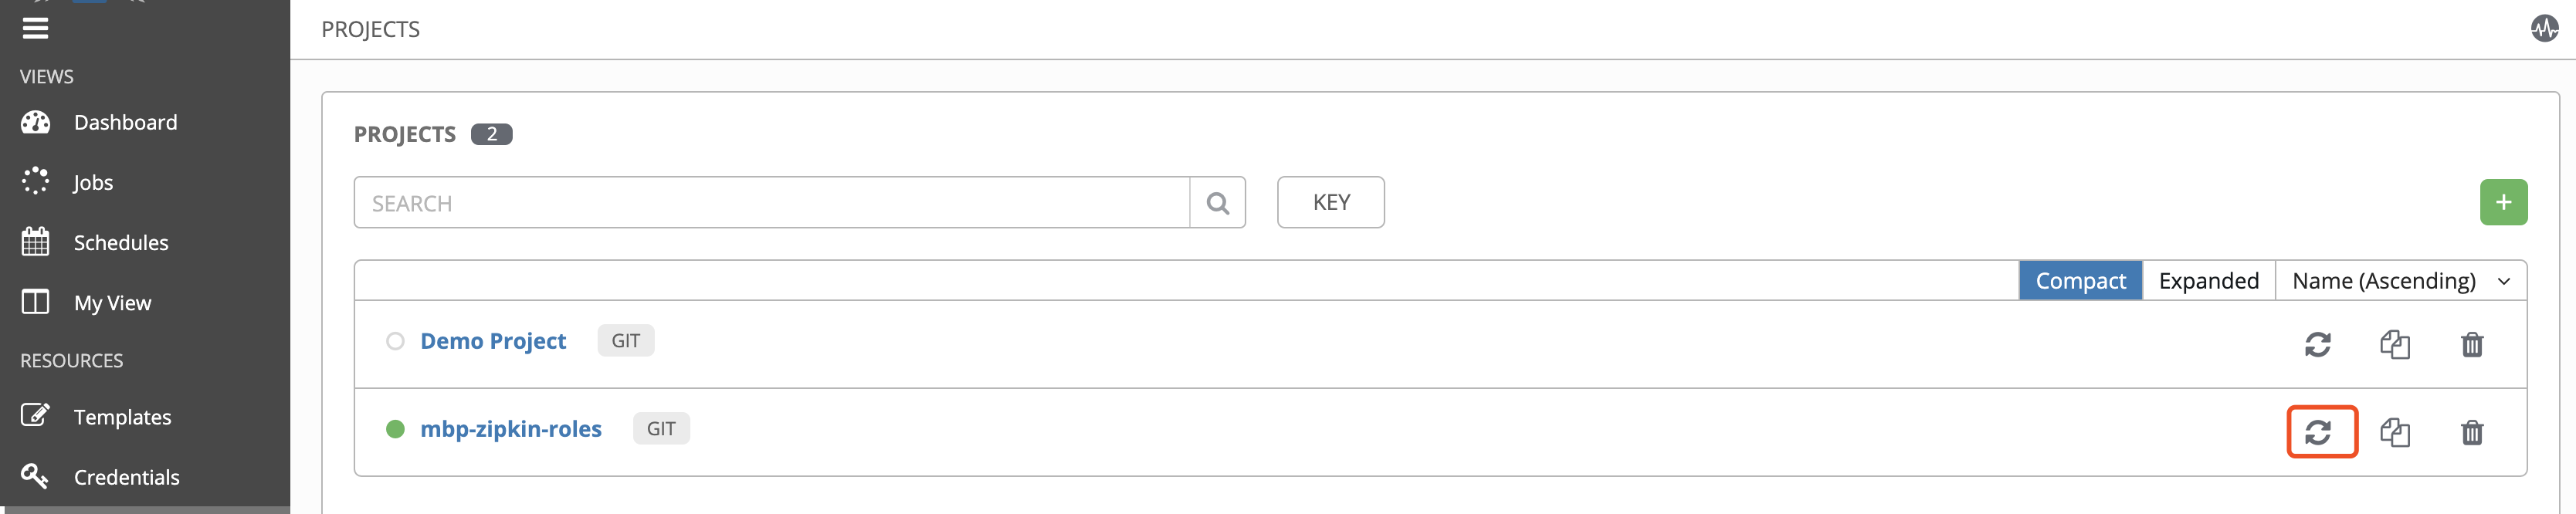 VIEWS
Dashboard
Jobs
Schedules
My View
RESOURCES
Templates
Credentials
PROJECTS
PROJECTS 2
SEARCH
KEY
+
Compact Expanded Name (Ascending)
Demo Project GIT
mbp-zipkin-roles GIT